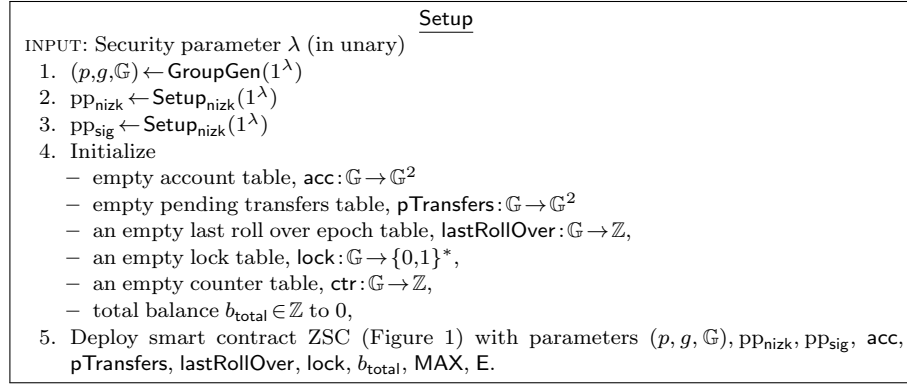 Setup
INPUT: Security parameter λ (in unary)
1. (p,g,𝔾)←GroupGen(1^λ)
2. pp_nizk←Setup_nizk(1^λ)
3. pp_sig←Setup_nizk(1^λ)
4. Initialize
– empty account table, acc:𝔾→𝔾^2
– empty pending transfers table, pTransfers:𝔾→𝔾^2
– an empty last roll over epoch table, lastRollOver:𝔾→ℤ,
– an empty lock table, lock:𝔾→{0,1}^*,
– an empty counter table, ctr:𝔾→ℤ,
– total balance b_total∈ℤ to 0,
5. Deploy smart contract ZSC (Figure 1) with parameters (p, g, 𝔾), pp_nizk, pp_sig, acc,
pTransfers, lastRollOver, lock, b_total, MAX, E.